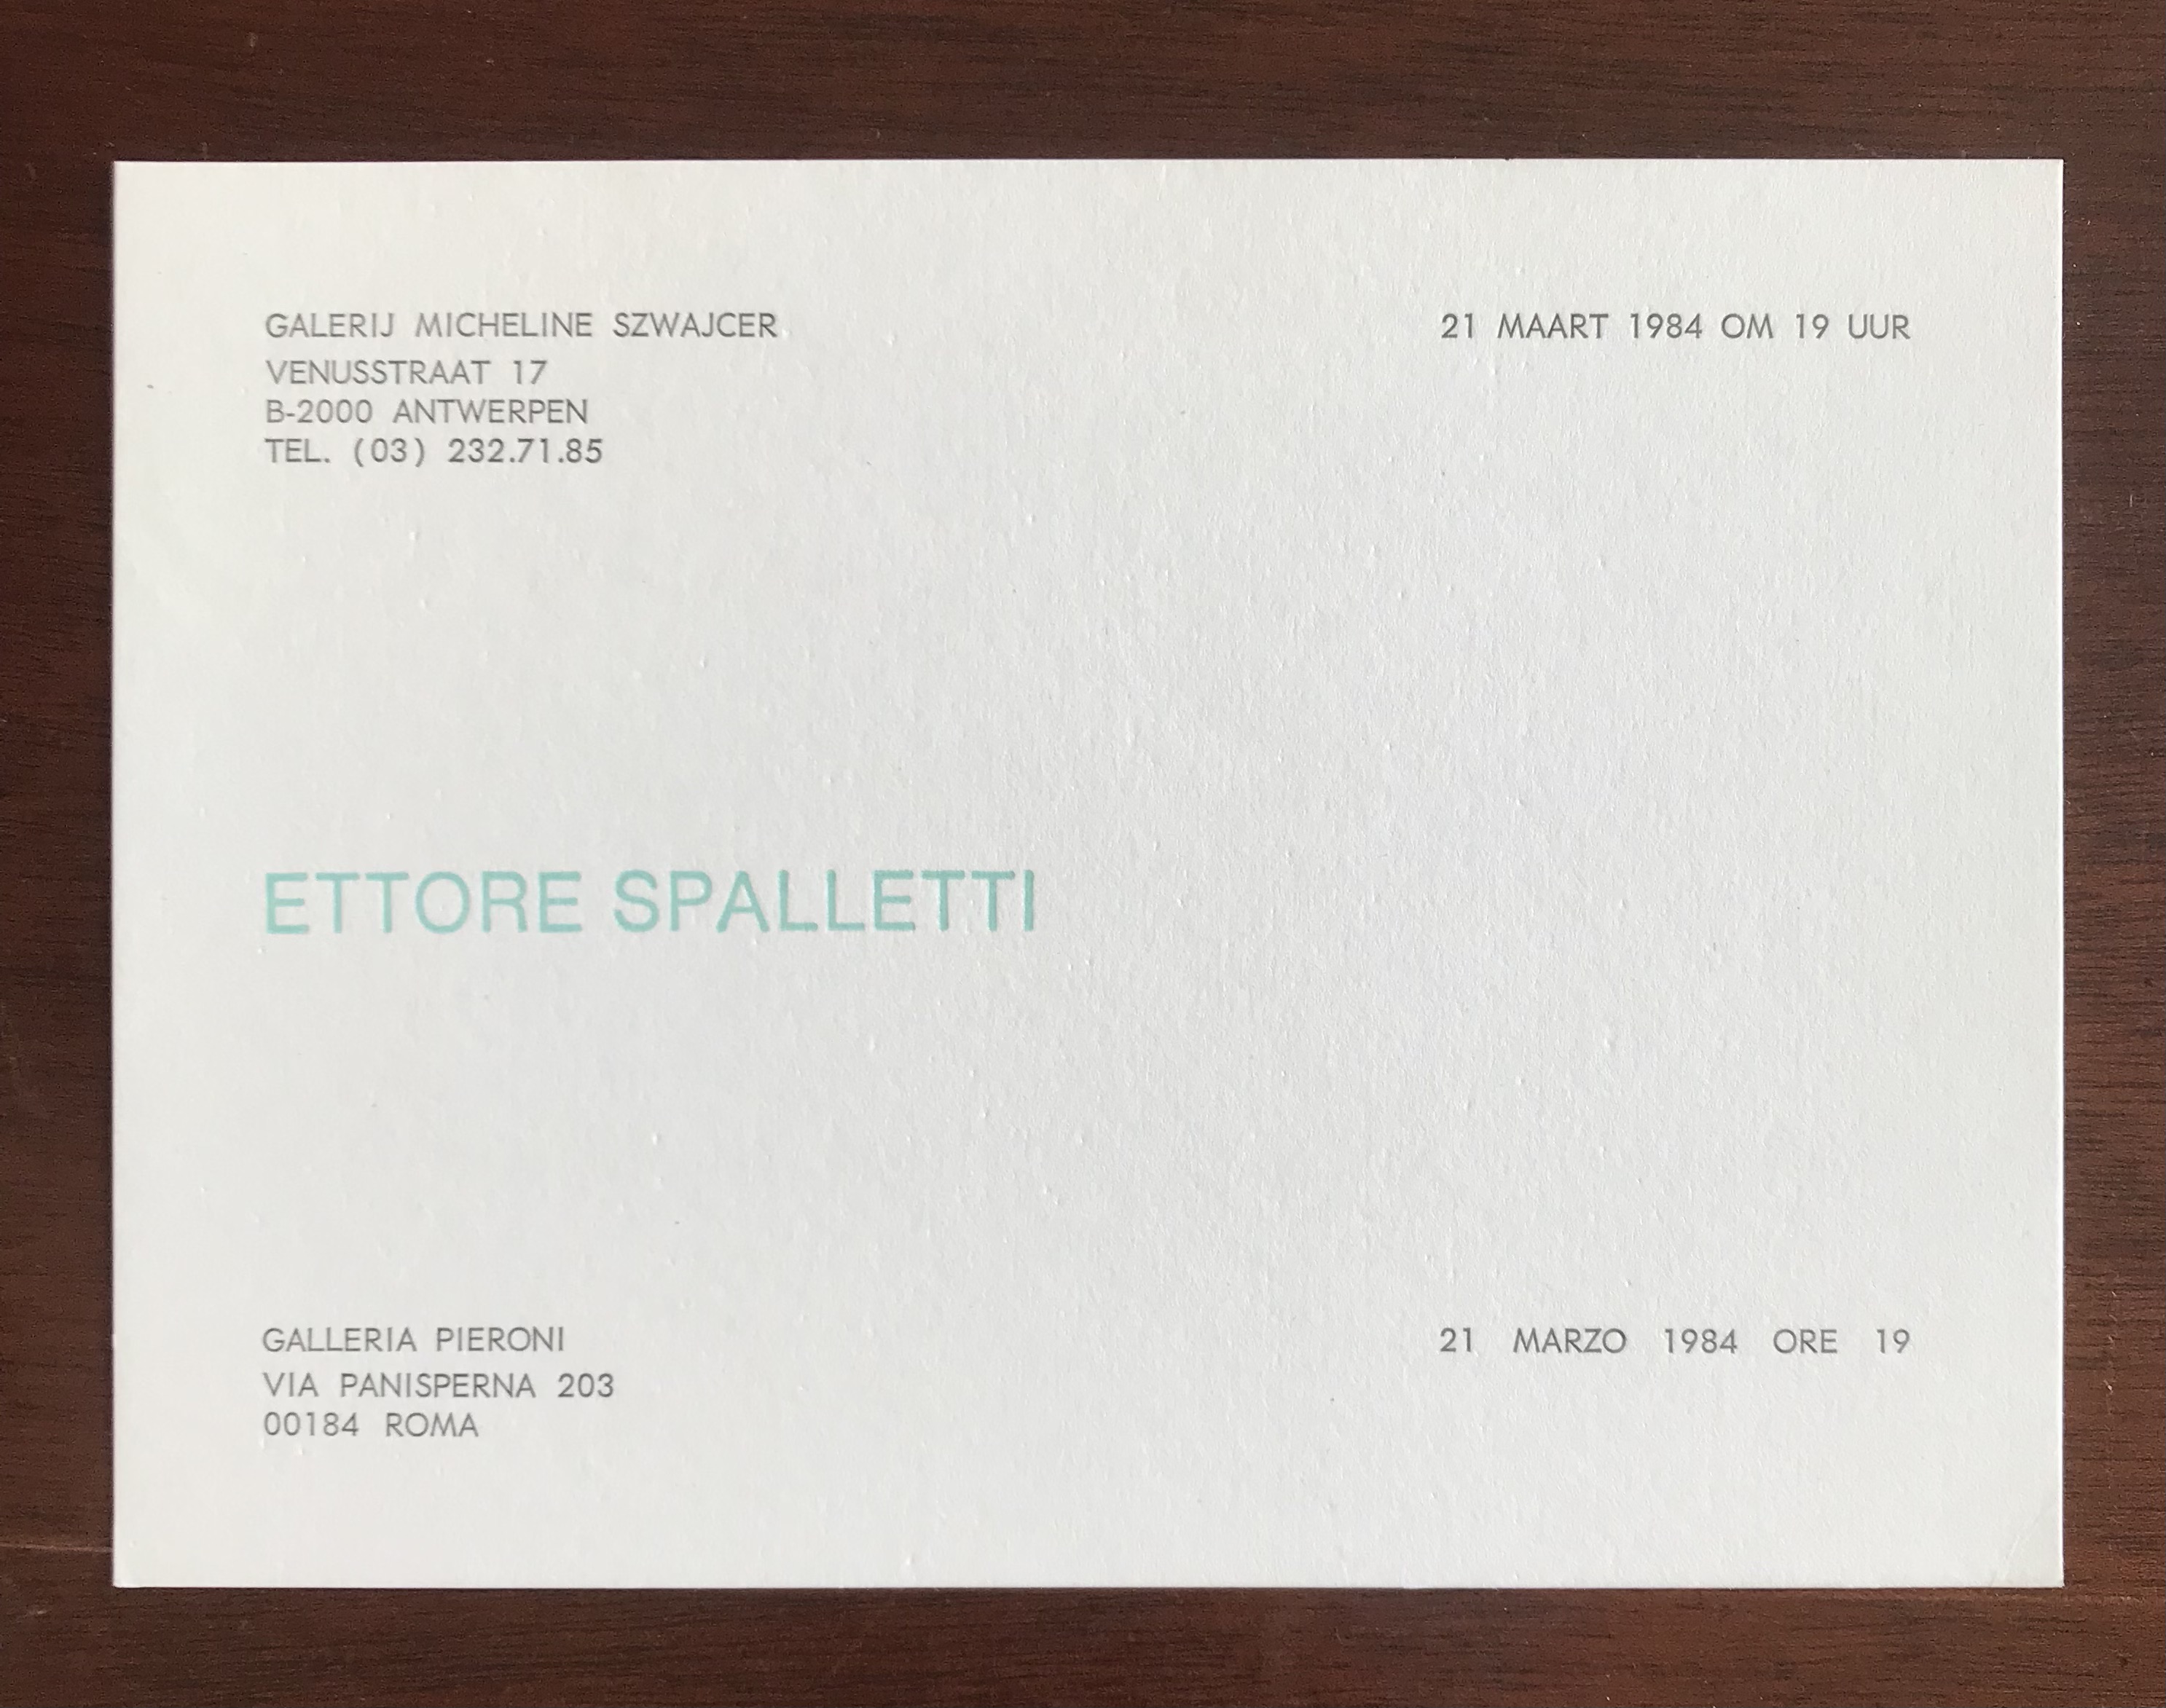 GALERIJ MICHELINE SZWAJCER
VENUSSTRAAT 17
B-2000 ANTWERPEN
TEL. (03) 232.71.85
21 MAART 1984 OM 19 UUR
ETTORE SPALLETTI
GALLERIA PIERONI
VIA PANISPERNA 203
00184 ROMA
21 MARZO 1984 ORE 19